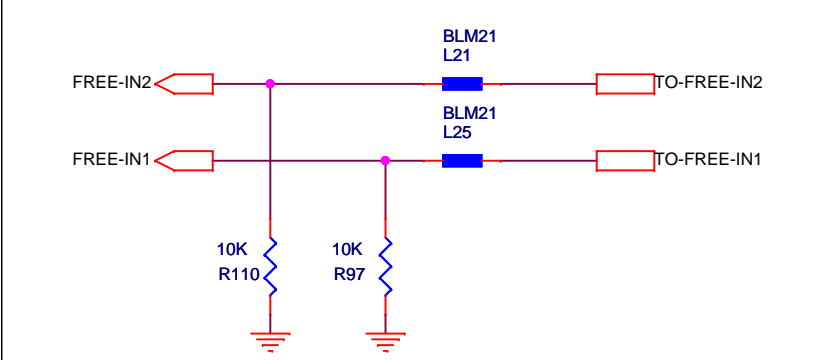 BLM21
L21
FREE-IN2
TO-FREE-IN2
BLM21
L25
FREE-IN1
TO-FREE-IN1
10K
R110
10K
R97